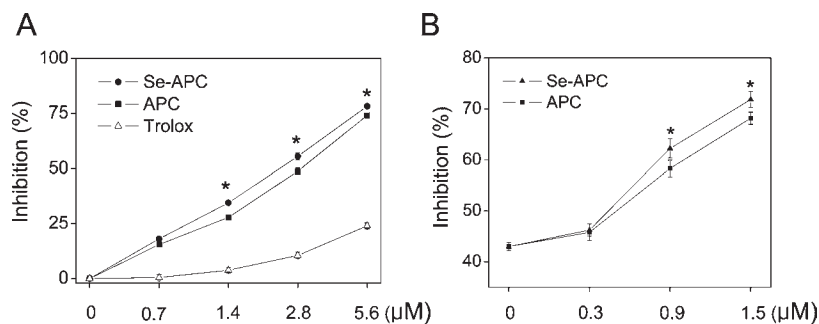 A
B
Inhibition (%)
100
75
50
25
0
Se-APC
APC
Trolox
*
*
*
0 0.7 1.4 2.8 5.6 (μM)
Inhibition (%)
80
70
60
50
40
Se-APC
APC
*
*
0 0.3 0.9 1.5 (μM)